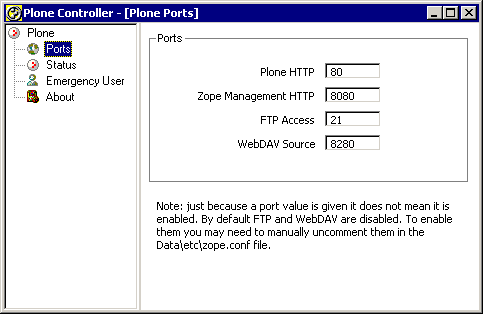 Plone Controller - [Plone Ports]
Plone
Ports
Status
Emergency User
About
Ports
Plone HTTP 80
Zope Management HTTP 8080
FTP Access 21
WebDAV Source 8280
Note: just because a port value is given it does not mean it is
enabled. By default FTP and WebDAV are disabled. To enable
them you may need to manually uncomment them in the
Data\etc\zope.conf file.